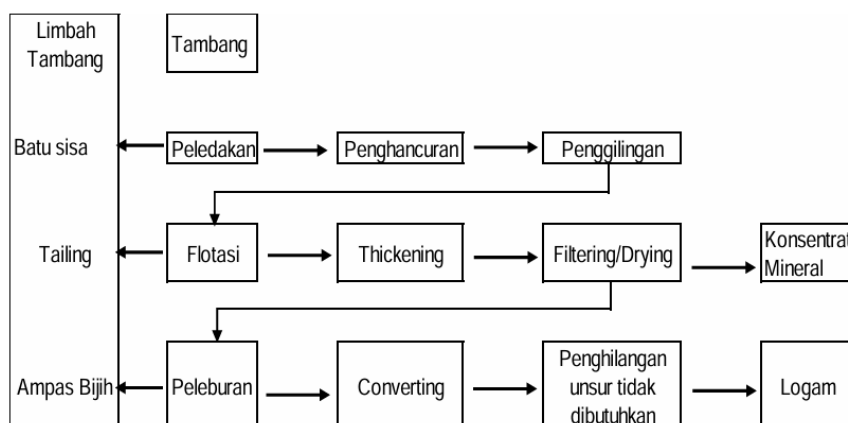 Limbah
Tambang
Tambang
Batu sisa
Peledakan
Penghancuran
Penggilingan
Tailing
Flotasi
Thickening
Filtering/Drying
Konsentrat
Mineral
Ampas Bijih
Peleburan
Converting
Penghilangan
unsur tidak
dibutuhkan
Logam